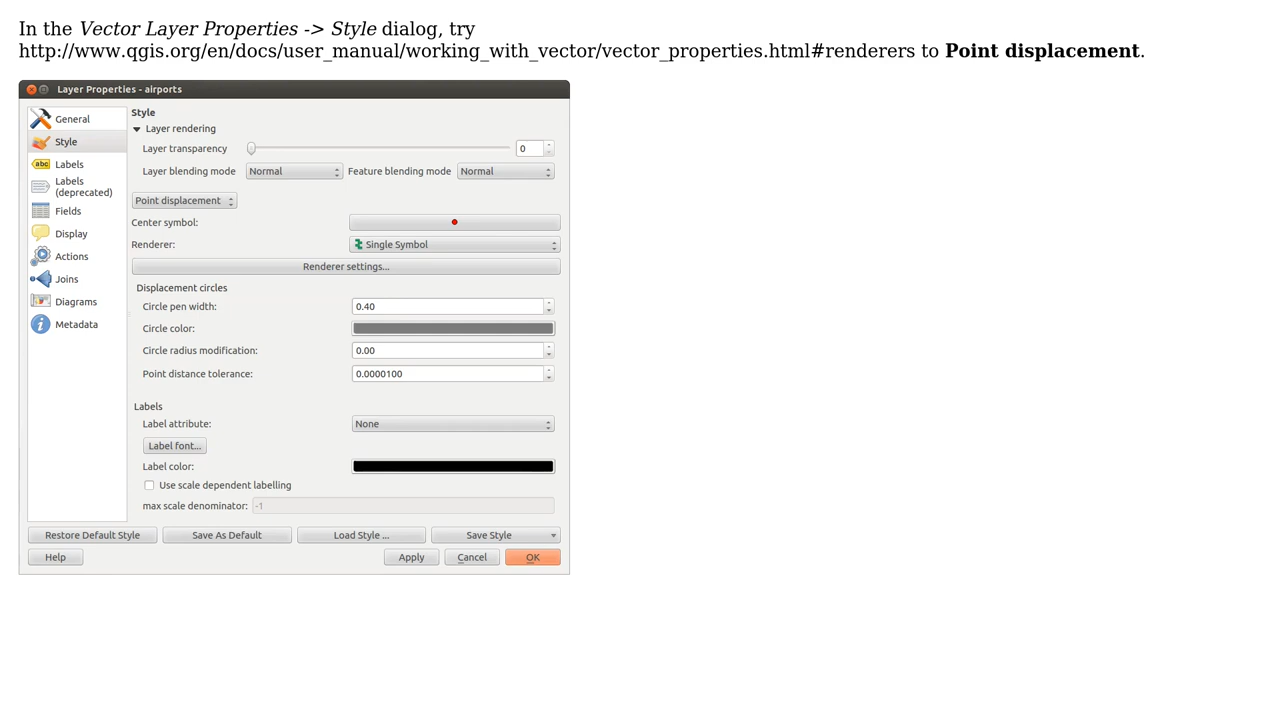 In the Vector Layer Properties -> Style dialog, try
http://www.qgis.org/en/docs/user_manual/working_with_vector/vector_properties.html#renderers to Point displacement.
Layer Properties - airports
General
Style
abc Labels
Labels
(deprecated)
Fields
Display
Actions
Joins
Diagrams
Metadata
Style
Layer rendering
Layer transparency 0
Layer blending mode Normal Feature blending mode Normal
Point displacement
Center symbol:
Renderer: Single Symbol
Renderer settings...
Displacement circles
Circle pen width: 0.40
Circle color:
Circle radius modification: 0.00
Point distance tolerance: 0.0000100
Labels
Label attribute: None
Label font...
Label color:
Use scale dependent labelling
max scale denominator: -1
Restore Default Style Save As Default Load Style ... Save Style
Help Apply Cancel OK